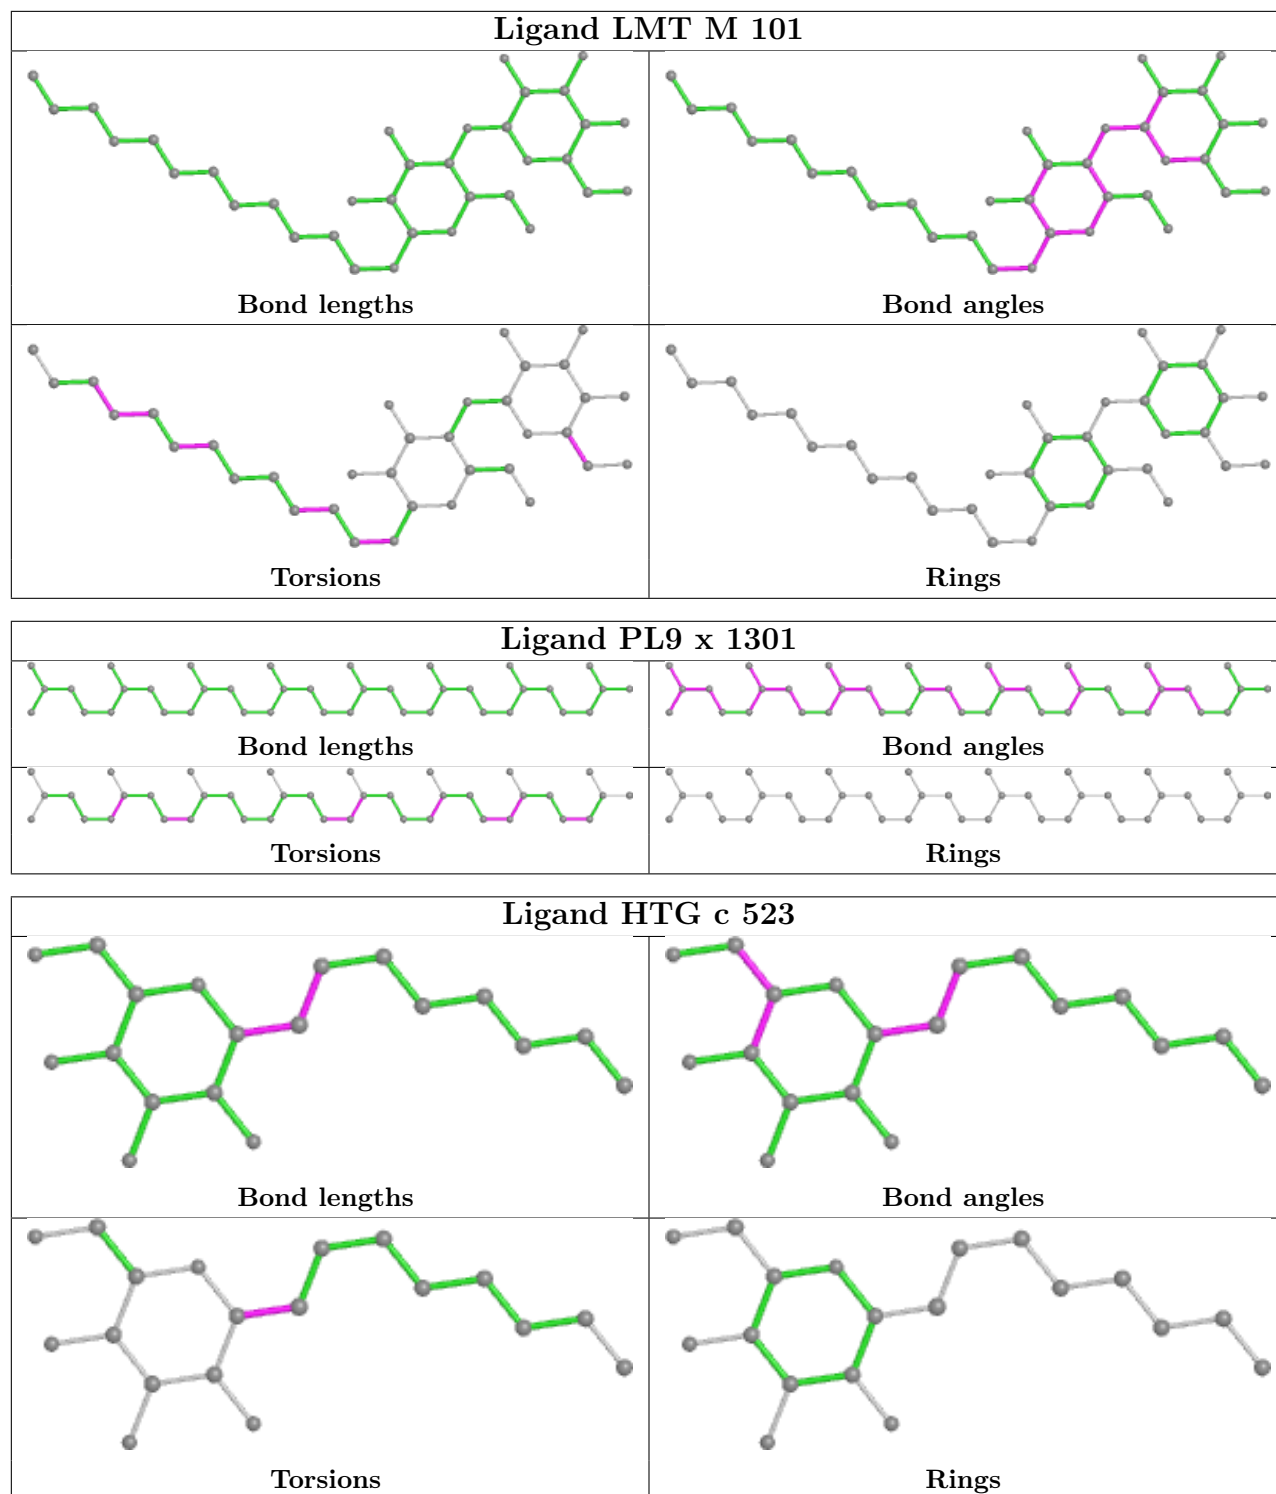 Ligand LMT M 101
Bond lengths
Bond angles
Torsions
Rings
Ligand PL9 x 1301
Bond lengths
Bond angles
Torsions
Rings
Ligand HTG c 523
Bond lengths
Bond angles
Torsions
Rings